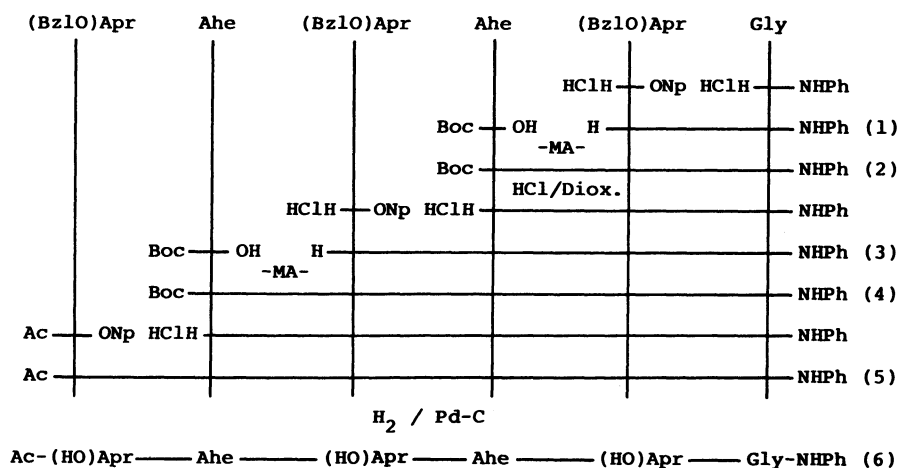 (BzlO)Apr Ahe (BzlO)Apr Ahe (BzlO)Apr Gly
HClH ONp HClH NHPh
Boc OH H NHPh (1)
-MA-
Boc NHPh (2)
HCl/Diox.
HClH ONp HClH NHPh
Boc OH H NHPh (3)
-MA-
Boc NHPh (4)
Ac ONp HClH NHPh
Ac NHPh (5)
H2 / Pd-C
Ac-(HO)Apr Ahe (HO)Apr Ahe (HO)Apr Gly-NHPh (6)